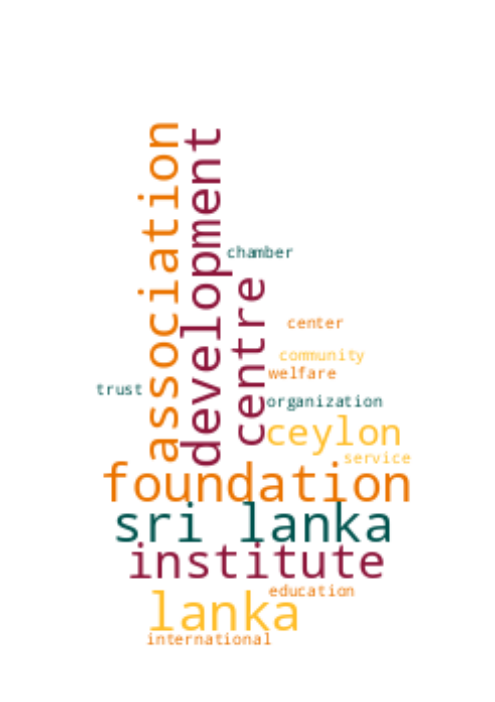 association
development
chamber
centre
center
community
welfare
trust
organization
ceylon
service
foundation
sri lanka
institute
education
lanka
international